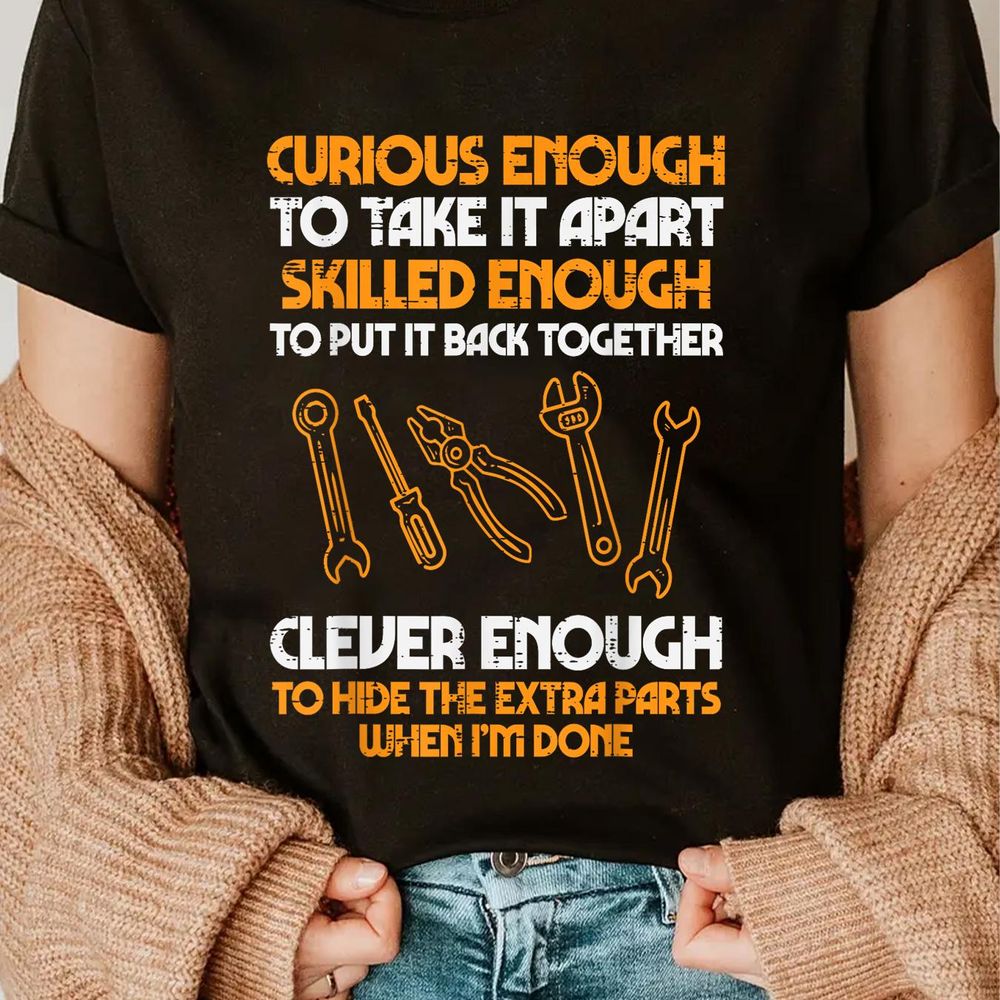 CURIOUS ENOUGH
TO TAKE IT APART
SKILLED ENOUGH
TO PUT IT BACK TOGETHER
CLEVER ENOUGH
TO HIDE THE EXTRA PARTS
WHEN I'M DONE